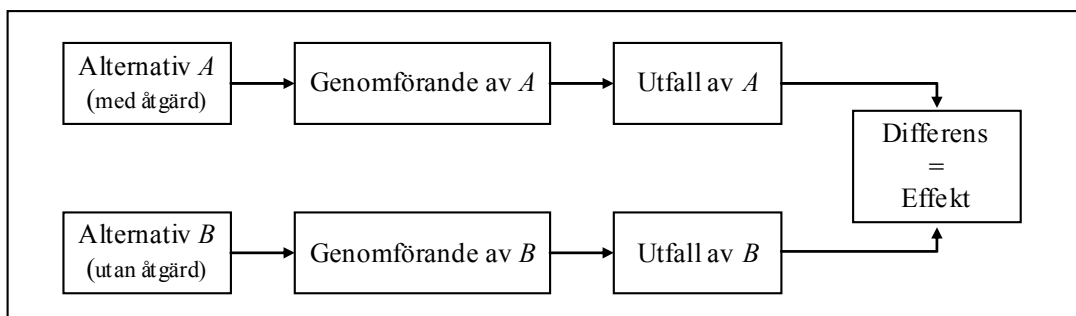 Alternativ A
(med åtgärd)
Genomförande av A
Utfall av A
Differens
=
Effekt
Alternativ B
(utan åtgärd)
Genomförande av B
Utfall av B